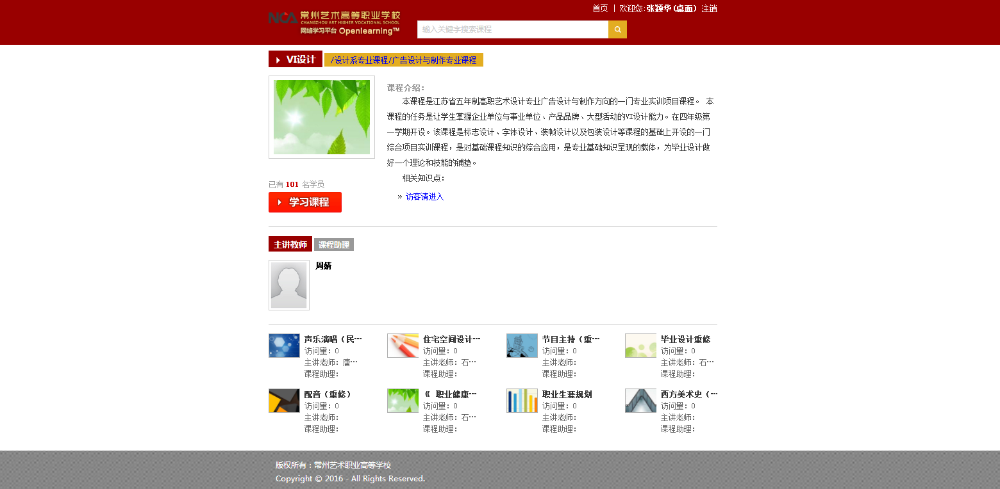 首页 | 欢迎您:张颖华(桌面) 注销
NCA 常州艺术高等职业学校
CHANGZHOU ART HIGHER VOCATIONAL SCHOOL
网络学习平台 Openlearning™
输入关键字搜索课程
VI设计 /设计系专业课程/广告设计与制作专业课程
课程介绍：
本课程是江苏省五年制高职艺术设计专业广告设计与制作方向的一门专业实训项目课程。 本
课程的任务是让学生掌握企业单位与事业单位、产品品牌、大型活动的VI设计能力。在四年级第
一学期开设。该课程是标志设计、字体设计、装帧设计以及包装设计等课程的基础上开设的一门
综合项目实训课程，是对基础课程知识的综合应用，是专业基础知识呈现的载体，为毕业设计做
好一个理论和技能的铺垫。
相关知识点：
» 访客请进入
已有 101 名学员
学习课程
主讲教师 课程助理
周婧
声乐演唱（民…
访问量：0
主讲老师：唐…
课程助理：
住宅空间设计…
访问量：0
主讲老师：石…
课程助理：
节目主持（重…
访问量：0
主讲老师：
课程助理：
毕业设计重修
访问量：0
主讲老师：石…
课程助理：
配音（重修）
访问量：0
主讲老师：
课程助理：
《 职业健康…
访问量：0
主讲老师：石…
课程助理：
职业生涯规划
访问量：0
主讲老师：
课程助理：
西方美术史（…
访问量：0
主讲老师：
课程助理：
版权所有：常州艺术职业高等学校
Copyright © 2016 - All Rights Reserved.